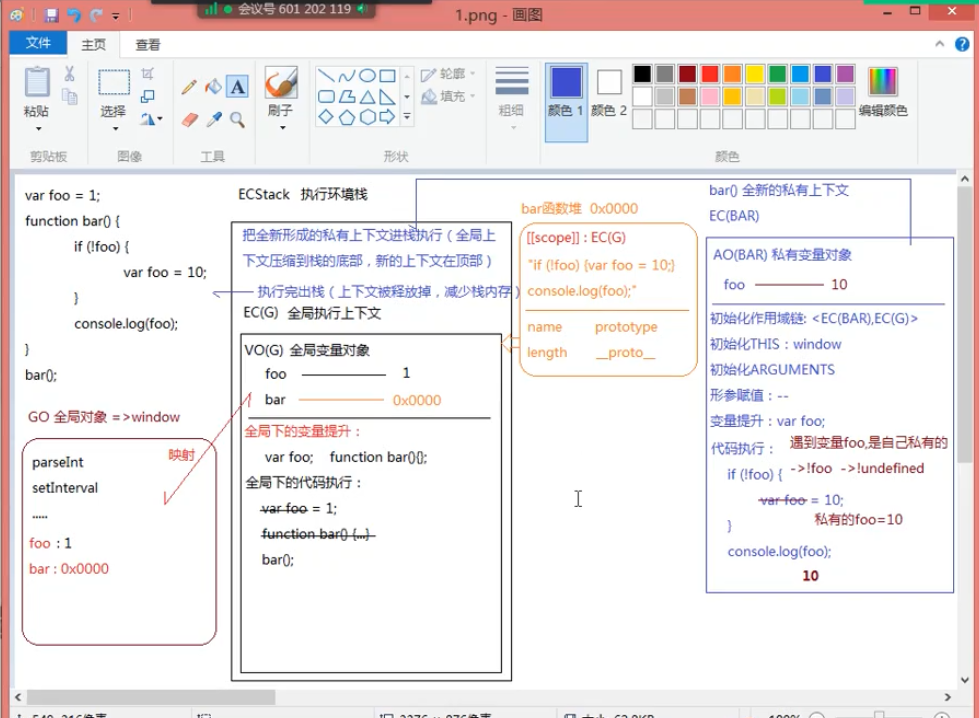 会议号 601 202 119
1.png - 画图
文件 主页 查看
粘贴
选择
刷子
轮廓
填充
粗细
颜色 1
颜色 2
编辑颜色
剪贴板
图像
工具
形状
颜色
var foo = 1;
function bar() {
if (!foo) {
var foo = 10;
}
console.log(foo);
}
bar();
GO 全局对象 =>window
映射
parseInt
setInterval
.....
foo : 1
bar : 0x0000
ECStack 执行环境栈
把全新形成的私有上下文进栈执行（全局上
下文压缩到栈的底部，新的上下文在顶部）
执行完出栈（上下文被释放掉，减少栈内存）
EC(G) 全局执行上下文
VO(G) 全局变量对象
foo 1
bar 0x0000
全局下的变量提升：
var foo; function bar(){};
全局下的代码执行：
var foo = 1;
function bar() {...}
bar();
bar函数堆 0x0000
[[scope]] : EC(G)
"if (!foo) {var foo = 10;}
console.log(foo);"
name prototype
length __proto__
bar() 全新的私有上下文
EC(BAR)
AO(BAR) 私有变量对象
foo 10
初始化作用域链: <EC(BAR),EC(G)>
初始化THIS：window
初始化ARGUMENTS
形参赋值：--
变量提升：var foo;
代码执行： 遇到变量foo,是自己私有的
if (!foo) { ->!foo ->!undefined
var foo = 10;
} 私有的foo=10
console.log(foo);
10